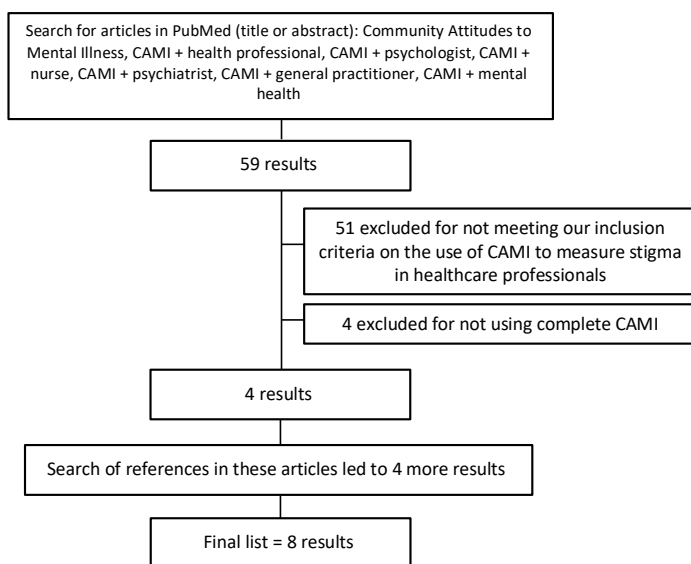 Search for articles in PubMed (title or abstract): Community Attitudes to
Mental Illness, CAMI + health professional, CAMI + psychologist, CAMI +
nurse, CAMI + psychiatrist, CAMI + general practitioner, CAMI + mental
health
59 results
51 excluded for not meeting our inclusion
criteria on the use of CAMI to measure stigma
in healthcare professionals
4 excluded for not using complete CAMI
4 results
Search of references in these articles led to 4 more results
Final list = 8 results